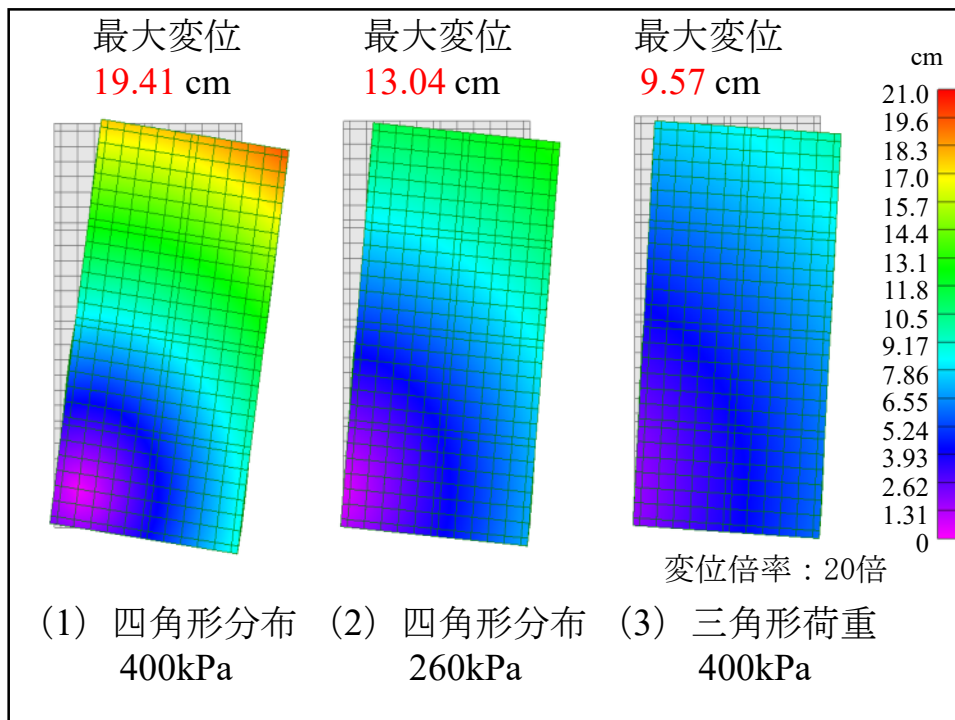 最大変位
19.41 cm
最大変位
13.04 cm
最大変位
9.57 cm
cm
21.0
19.6
18.3
17.0
15.7
14.4
13.1
11.8
10.5
9.17
7.86
6.55
5.24
3.93
2.62
1.31
0
変位倍率：20倍
(1) 四角形分布
400kPa
(2) 四角形分布
260kPa
(3) 三角形荷重
400kPa